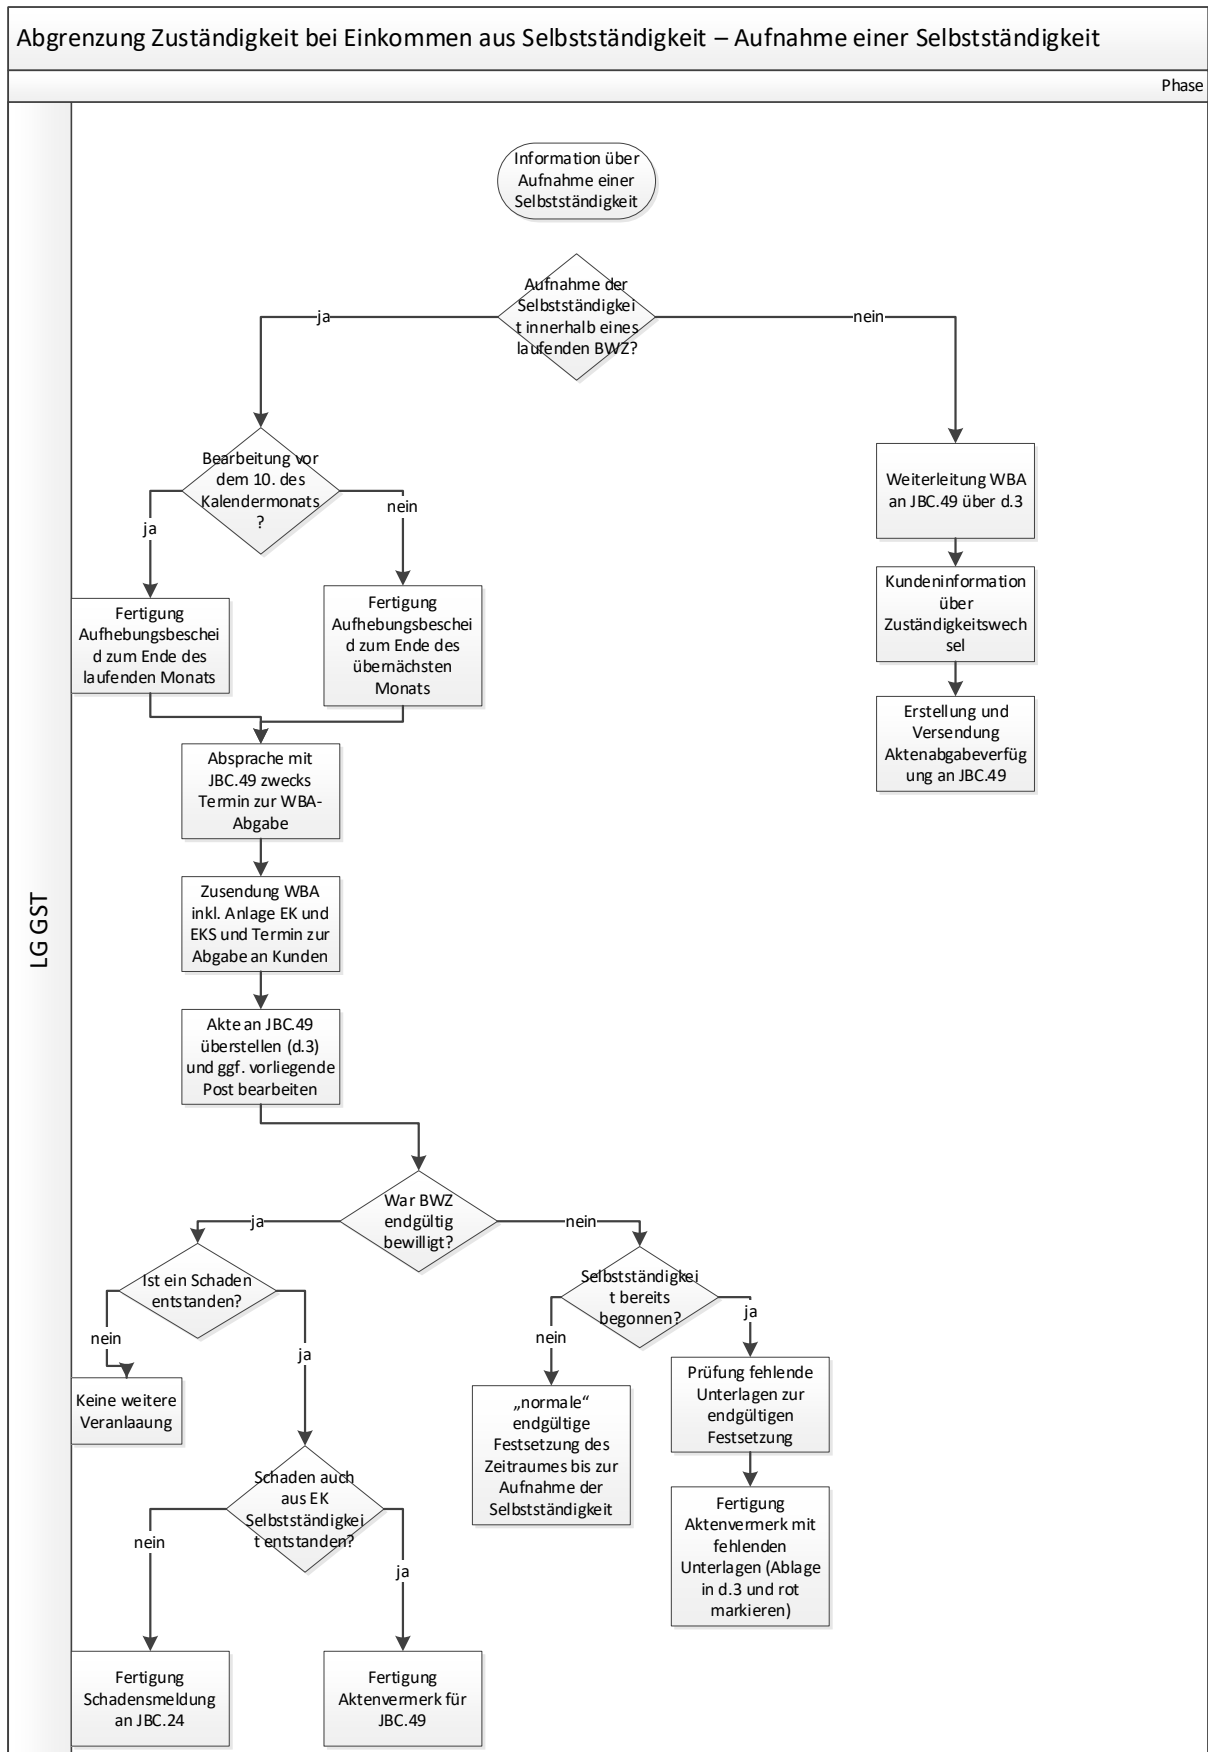 Abgrenzung Zuständigkeit bei Einkommen aus Selbstständigkeit – Aufnahme einer Selbstständigkeit
Phase
LG GST
Information über
Aufnahme einer
Selbstständigkeit
Aufnahme der
Selbstständigkei
t innerhalb eines
laufenden BWZ?
ja
nein
Bearbeitung vor
dem 10. des
Kalendermonats
?
ja
nein
Weiterleitung WBA
an JBC.49 über d.3
Kundeninformation
über
Zuständigkeitswech
sel
Erstellung und
Versendung
Aktenabgabeverfüg
ung an JBC.49
Fertigung
Aufhebungsbeschei
d zum Ende des
laufenden Monats
Fertigung
Aufhebungsbeschei
d zum Ende des
übernächsten
Monats
Absprache mit
JBC.49 zwecks
Termin zur WBA-
Abgabe
Zusendung WBA
inkl. Anlage EK und
EKS und Termin zur
Abgabe an Kunden
Akte an JBC.49
überstellen (d.3)
und ggf. vorliegende
Post bearbeiten
War BWZ
endgültig
bewilligt?
ja
nein
Ist ein Schaden
entstanden?
nein
ja
Keine weitere
Veranlaaung
Schaden auch
aus EK
Selbstständigkei
t entstanden?
nein
ja
Fertigung
Schadensmeldung
an JBC.24
Fertigung
Aktenvermerk für
JBC.49
Selbstständigkei
t bereits
begonnen?
nein
ja
„normale“
endgültige
Festsetzung des
Zeitraumes bis zur
Aufnahme der
Selbstständigkeit
Prüfung fehlende
Unterlagen zur
endgültigen
Festsetzung
Fertigung
Aktenvermerk mit
fehlenden
Unterlagen (Ablage
in d.3 und rot
markieren)